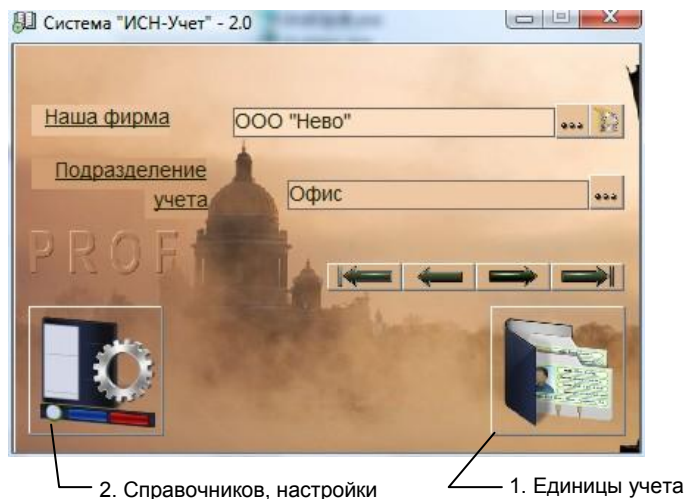 Система "ИСН-Учет" - 2.0
Наша фирма
ООО "Нево"
Подразделение
учета
Офис
PROF
2. Справочников, настройки
1. Единицы учета